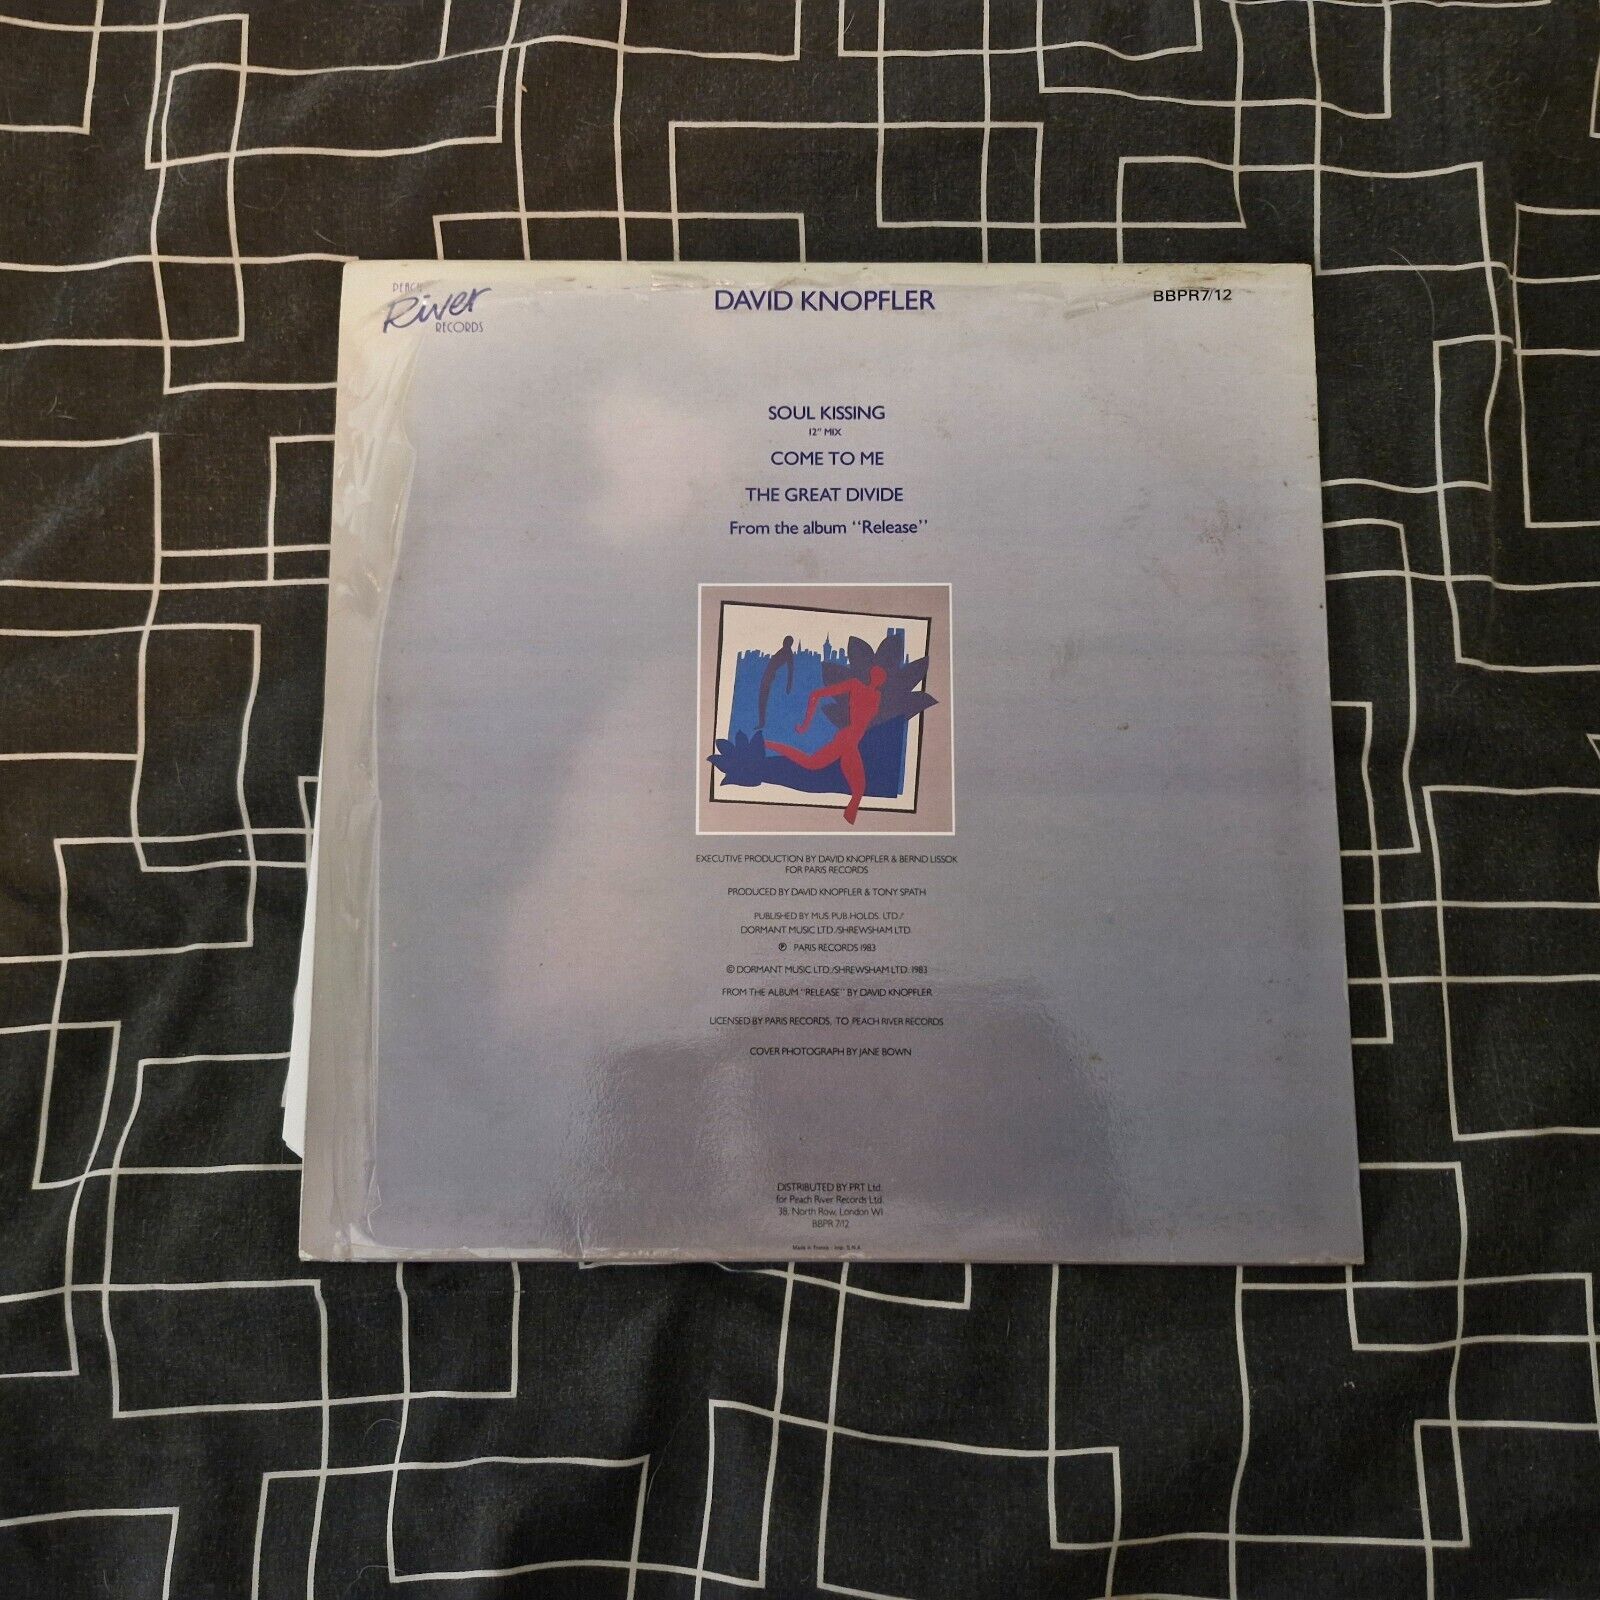 PEACH
River
RECORDS
DAVID KNOPFLER
BBPR7/12
SOUL KISSING
12" MIX
COME TO ME
THE GREAT DIVIDE
From the album "Release"
EXECUTIVE PRODUCTION BY DAVID KNOPFLER & BERND LISSOK
FOR PARIS RECORDS
PRODUCED BY DAVID KNOPFLER & TONY SPATH
PUBLISHED BY MUS. PUB. HOLDS. LTD./
DORMANT MUSIC LTD./SHREWSHAM LTD.
℗ PARIS RECORDS 1983
© DORMANT MUSIC LTD./SHREWSHAM LTD. 1983
FROM THE ALBUM "RELEASE" BY DAVID KNOPFLER
LICENSED BY PARIS RECORDS. TO PEACH RIVER RECORDS
COVER PHOTOGRAPH BY JANE BOWN
DISTRIBUTED BY PRT Ltd.
for Peach River Records Ltd.
38, North Row, London W1
BBPR 7/12
Made in France - Imp. S.N.A.